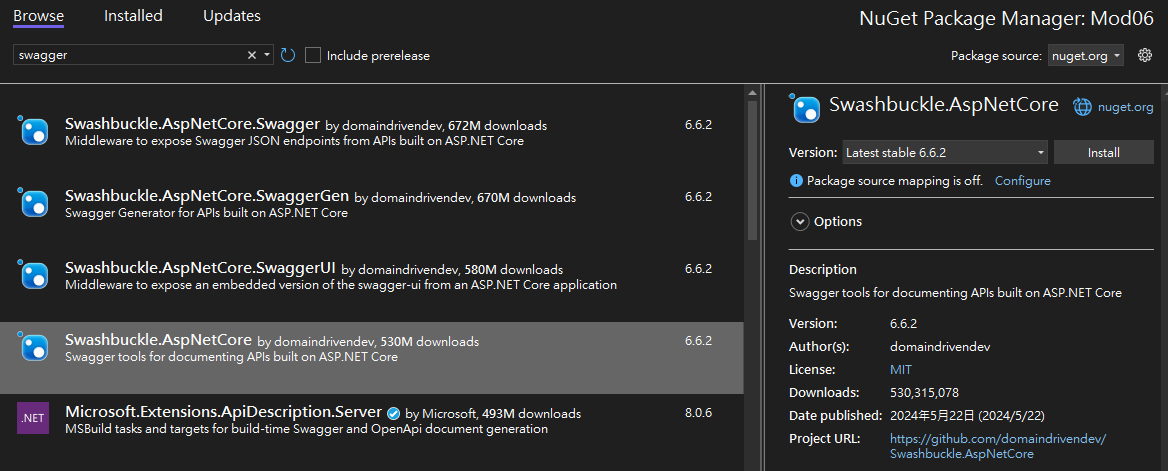 Browse Installed Updates NuGet Package Manager: Mod06
swagger Include prerelease Package source: nuget.org
Swashbuckle.AspNetCore.Swagger by domaindrivendev, 672M downloads 6.6.2
Middleware to expose Swagger JSON endpoints from APIs built on ASP.NET Core
Swashbuckle.AspNetCore.SwaggerGen by domaindrivendev, 670M downloads 6.6.2
Swagger Generator for APIs built on ASP.NET Core
Swashbuckle.AspNetCore.SwaggerUI by domaindrivendev, 580M downloads 6.6.2
Middleware to expose an embedded version of the swagger-ui from an ASP.NET Core application
Swashbuckle.AspNetCore by domaindrivendev, 530M downloads 6.6.2
Swagger tools for documenting APIs built on ASP.NET Core
.NET Microsoft.Extensions.ApiDescription.Server by Microsoft, 493M downloads 8.0.6
MSBuild tasks and targets for build-time Swagger and OpenApi document generation
Swashbuckle.AspNetCore nuget.org
Version: Latest stable 6.6.2 Install
Package source mapping is off. Configure
Options
Description
Swagger tools for documenting APIs built on ASP.NET Core
Version: 6.6.2
Author(s): domaindrivendev
License: MIT
Downloads: 530,315,078
Date published: 2024年5月22日 (2024/5/22)
Project URL: https://github.com/domaindrivendev/
Swashbuckle.AspNetCore